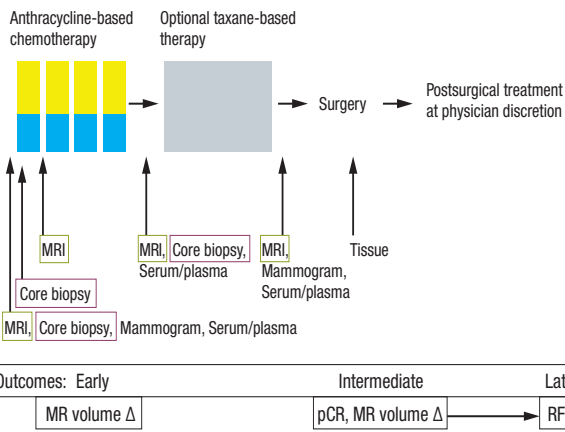 Anthracycline-based
chemotherapy
Optional taxane-based
therapy
Surgery
Postsurgical treatment
at physician discretion
MRI
MRI, Core biopsy,
Serum/plasma
MRI,
Mammogram,
Serum/plasma
Tissue
Core biopsy
MRI, Core biopsy, Mammogram, Serum/plasma
Outcomes: Early Intermediate
MR volume Δ pCR, MR volume Δ